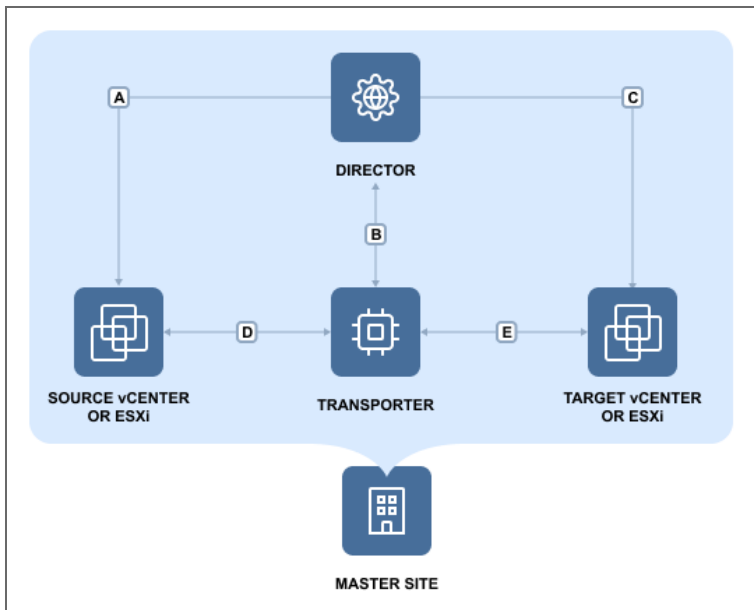 A
C
DIRECTOR
B
D
E
SOURCE vCENTER
OR ESXi
TRANSPORTER
TARGET vCENTER
OR ESXi
MASTER SITE